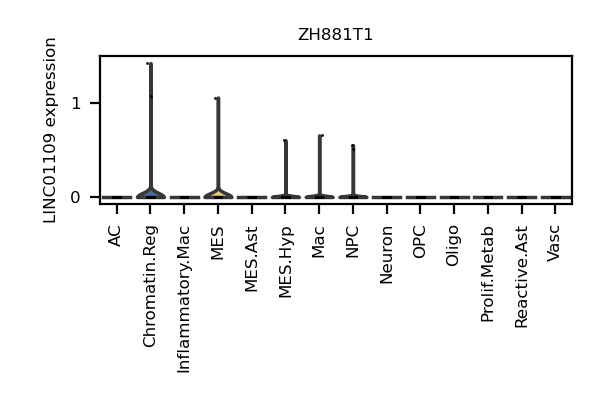 ZH881T1
LINC01109 expression
1
0
AC
Chromatin.Reg
Inflammatory.Mac
MES
MES.Ast
MES.Hyp
Mac
NPC
Neuron
OPC
Oligo
Prolif.Metab
Reactive.Ast
Vasc